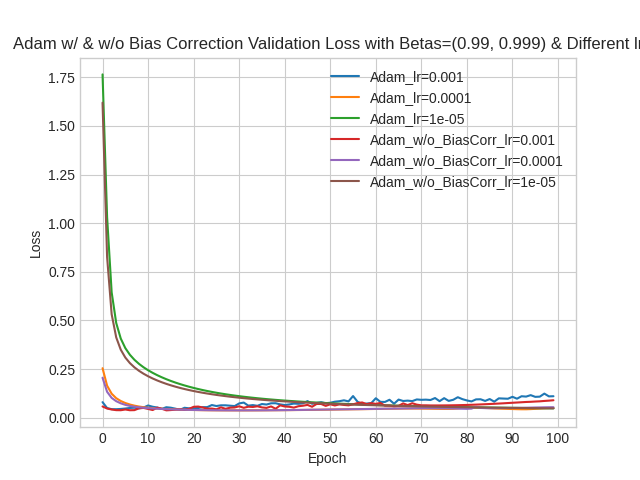 Adam w/ & w/o Bias Correction Validation Loss with Betas=(0.99, 0.999) & Different
Adam_lr=0.001
Adam_lr=0.0001
Adam_lr=1e-05
Adam_w/o_BiasCorr_lr=0.001
Adam_w/o_BiasCorr_lr=0.0001
Adam_w/o_BiasCorr_lr=1e-05
Loss
1.75
1.50
1.25
1.00
0.75
0.50
0.25
0.00
0 10 20 30 40 50 60 70 80 90 100
Epoch